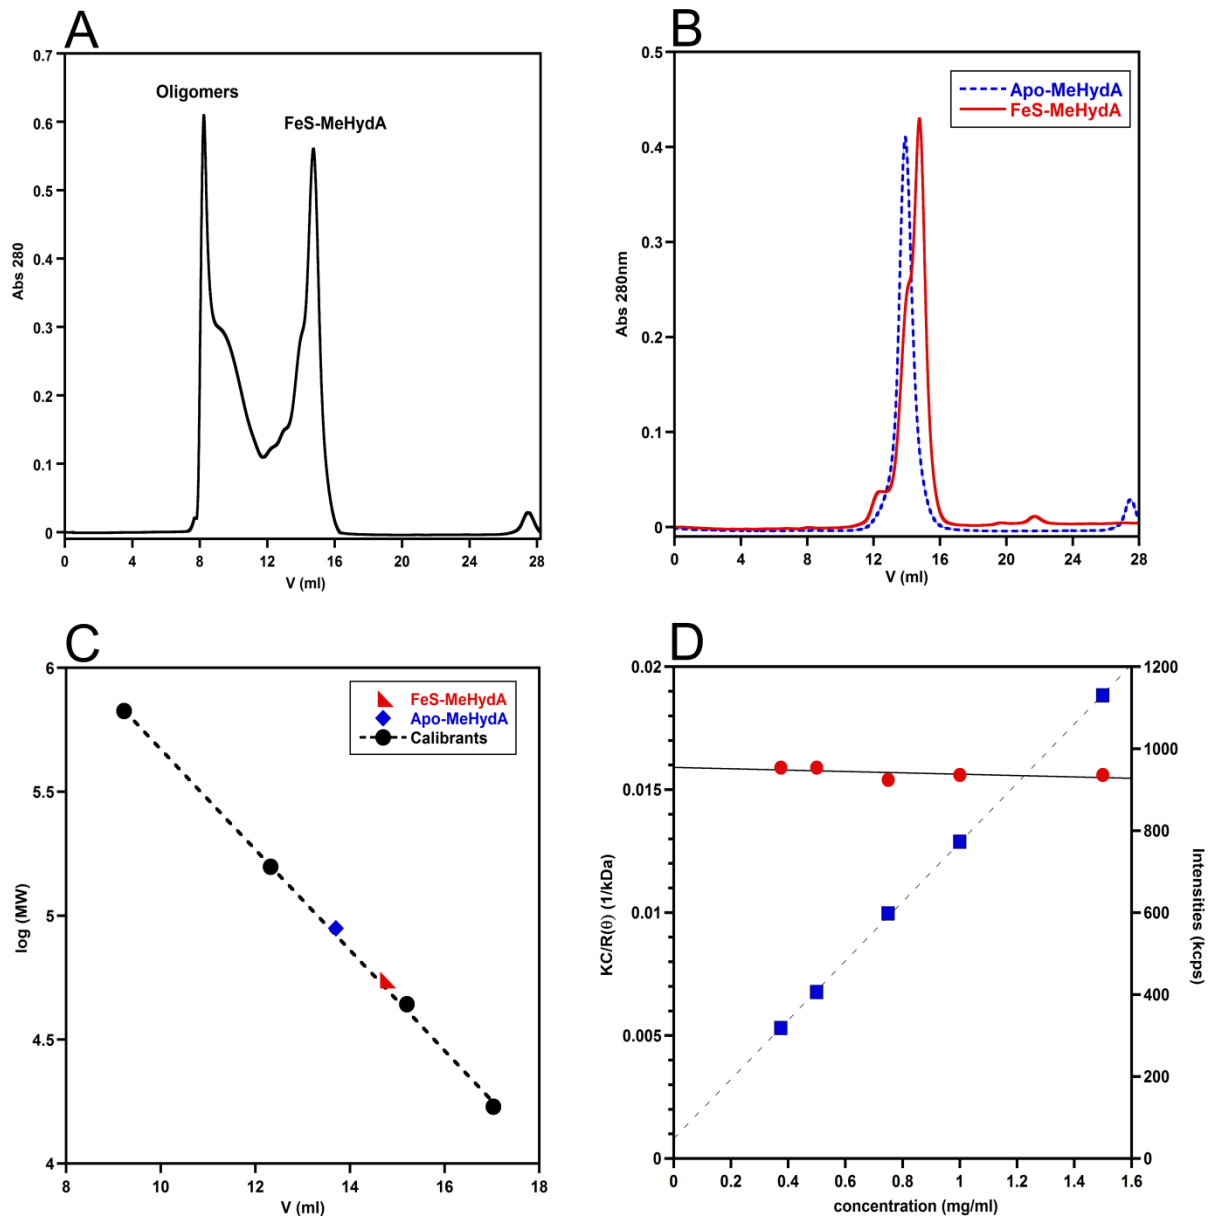 A
0.7
0.6
0.5
0.4
0.3
0.2
0.1
0
Abs 280
Oligomers
FeS-MeHydA
0 4 8 12 16 20 24 28
V (ml)
B
0.5
0.4
0.3
0.2
0.1
0
Abs 280nm
Apo-MeHydA
FeS-MeHydA
0 4 8 12 16 20 24 28
V (ml)
C
6
5.5
5
4.5
4
log (MW)
FeS-MeHydA
Apo-MeHydA
Calibrants
8 10 12 14 16 18
V (ml)
D
0.02
0.015
0.01
0.005
0
KC/R(θ) (1/kDa)
1200
1000
800
600
400
200
0
Intensities (kcps)
0 0.2 0.4 0.6 0.8 1 1.2 1.4 1.6
concentration (mg/ml)